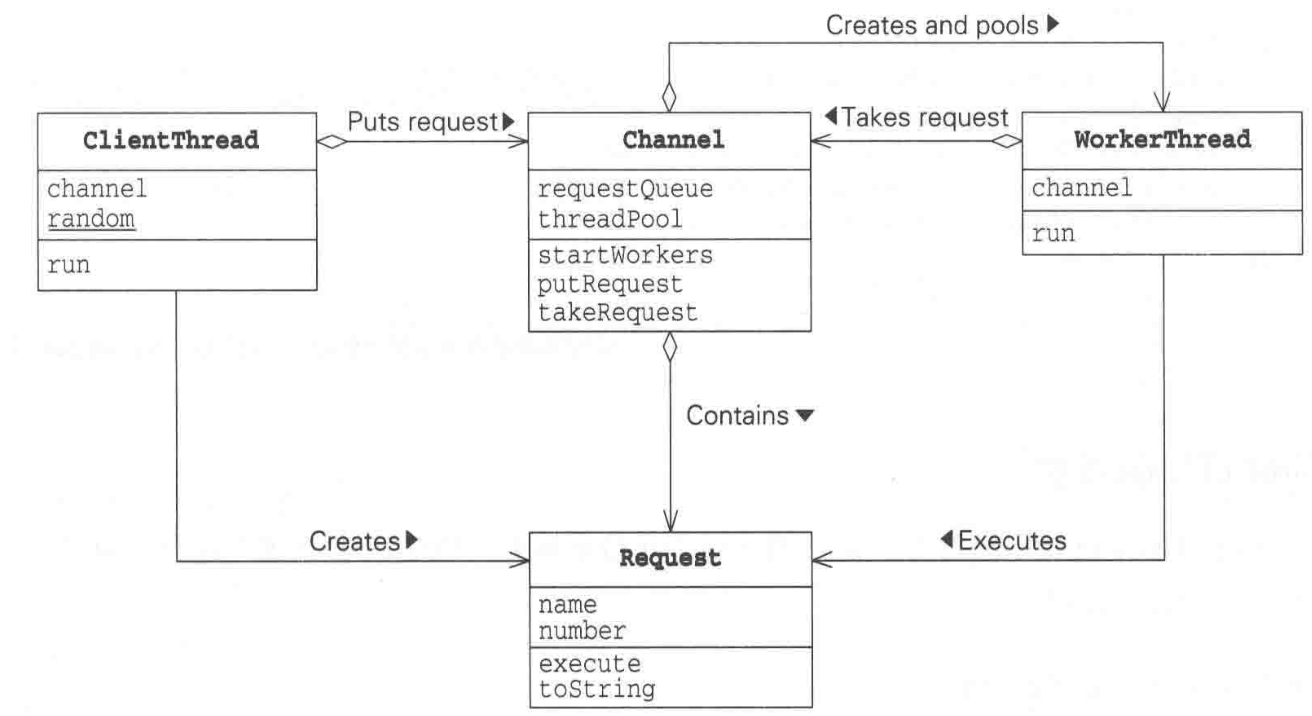 Creates and pools ▶
Puts request▶
◀Takes request
ClientThread
channel
random
run
Channel
requestQueue
threadPool
startWorkers
putRequest
takeRequest
WorkerThread
channel
run
Contains ▼
Creates▶
◀Executes
Request
name
number
execute
toString